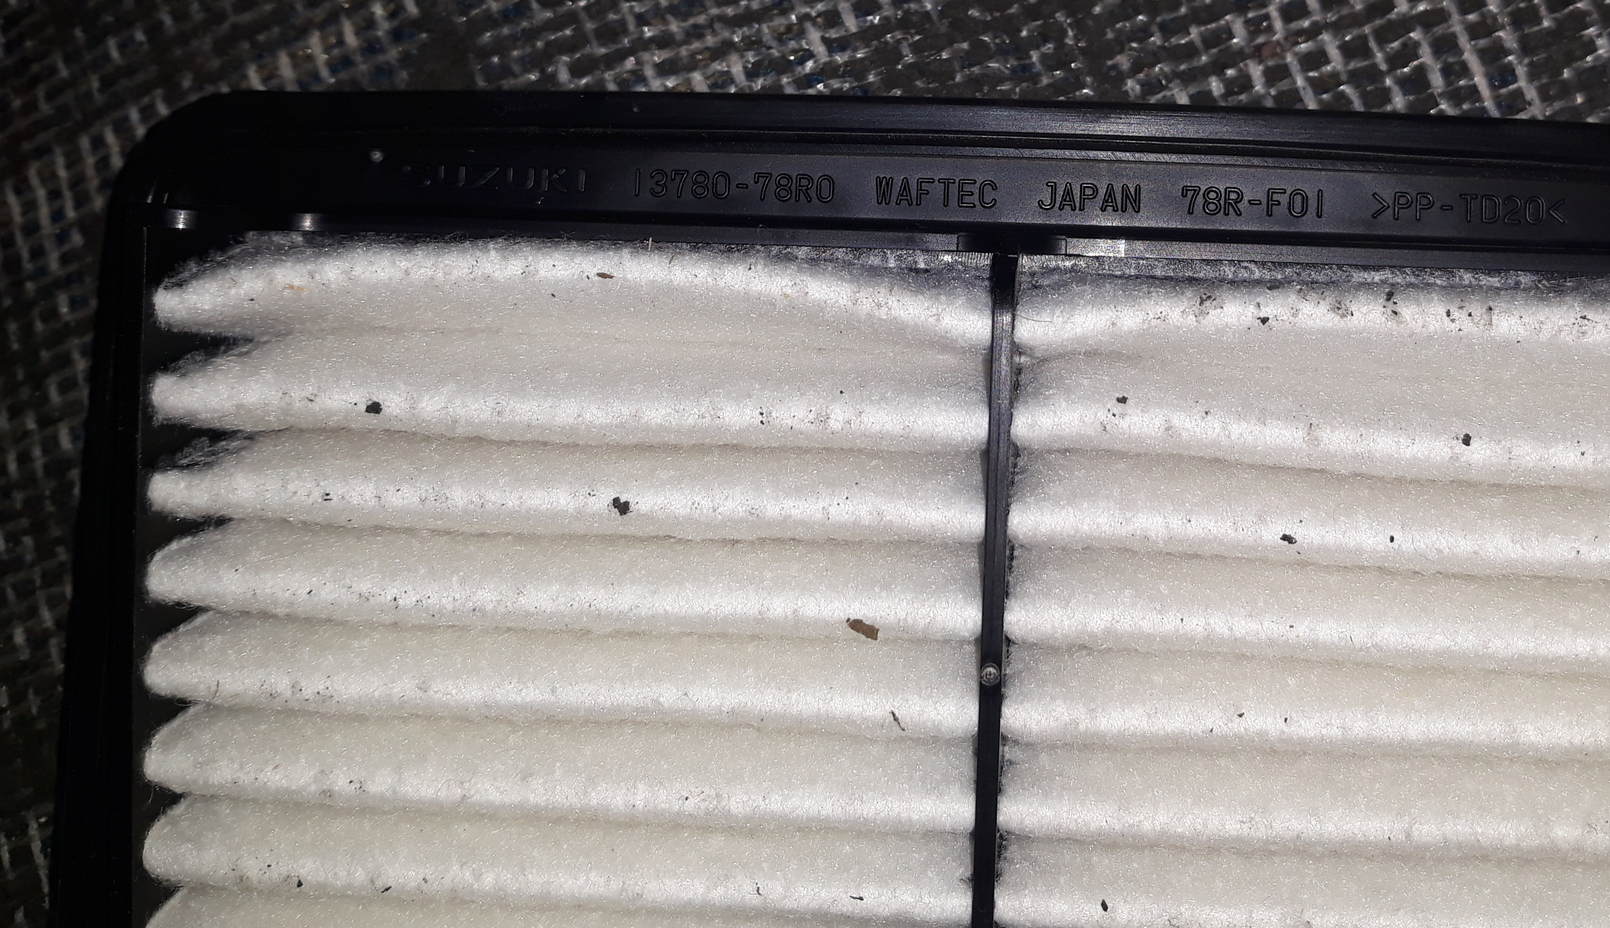 SUZUKI 13780-78R0 WAFTEC JAPAN 78R-F01 >PP-TD20<